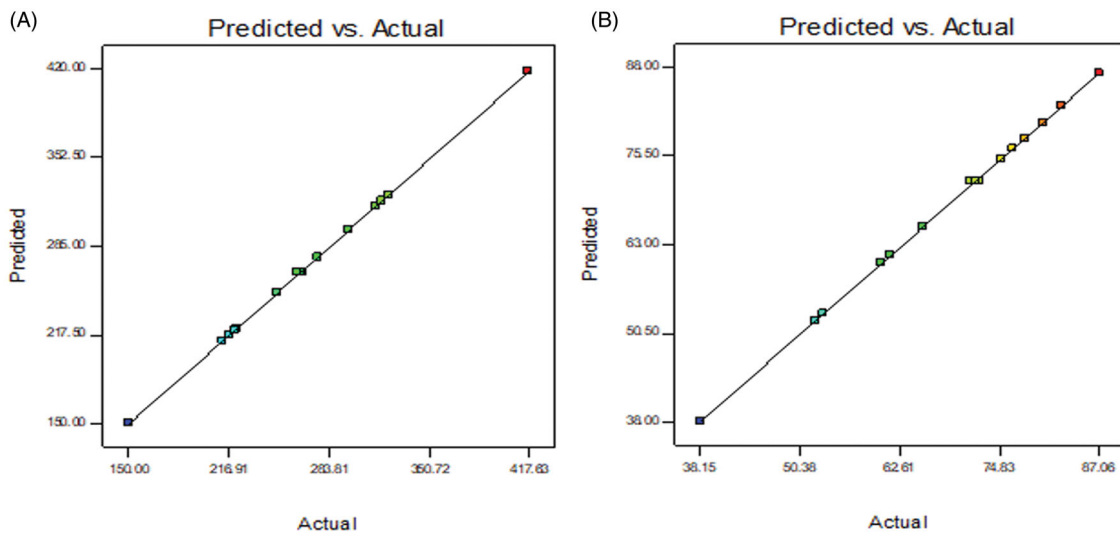 (A)
Predicted vs. Actual
420.00
352.50
285.00
217.50
150.00
Predicted
150.00
216.91
283.81
350.72
417.63
Actual
(B)
Predicted vs. Actual
88.00
75.50
63.00
50.50
38.00
Predicted
38.15
50.38
62.61
74.83
87.06
Actual